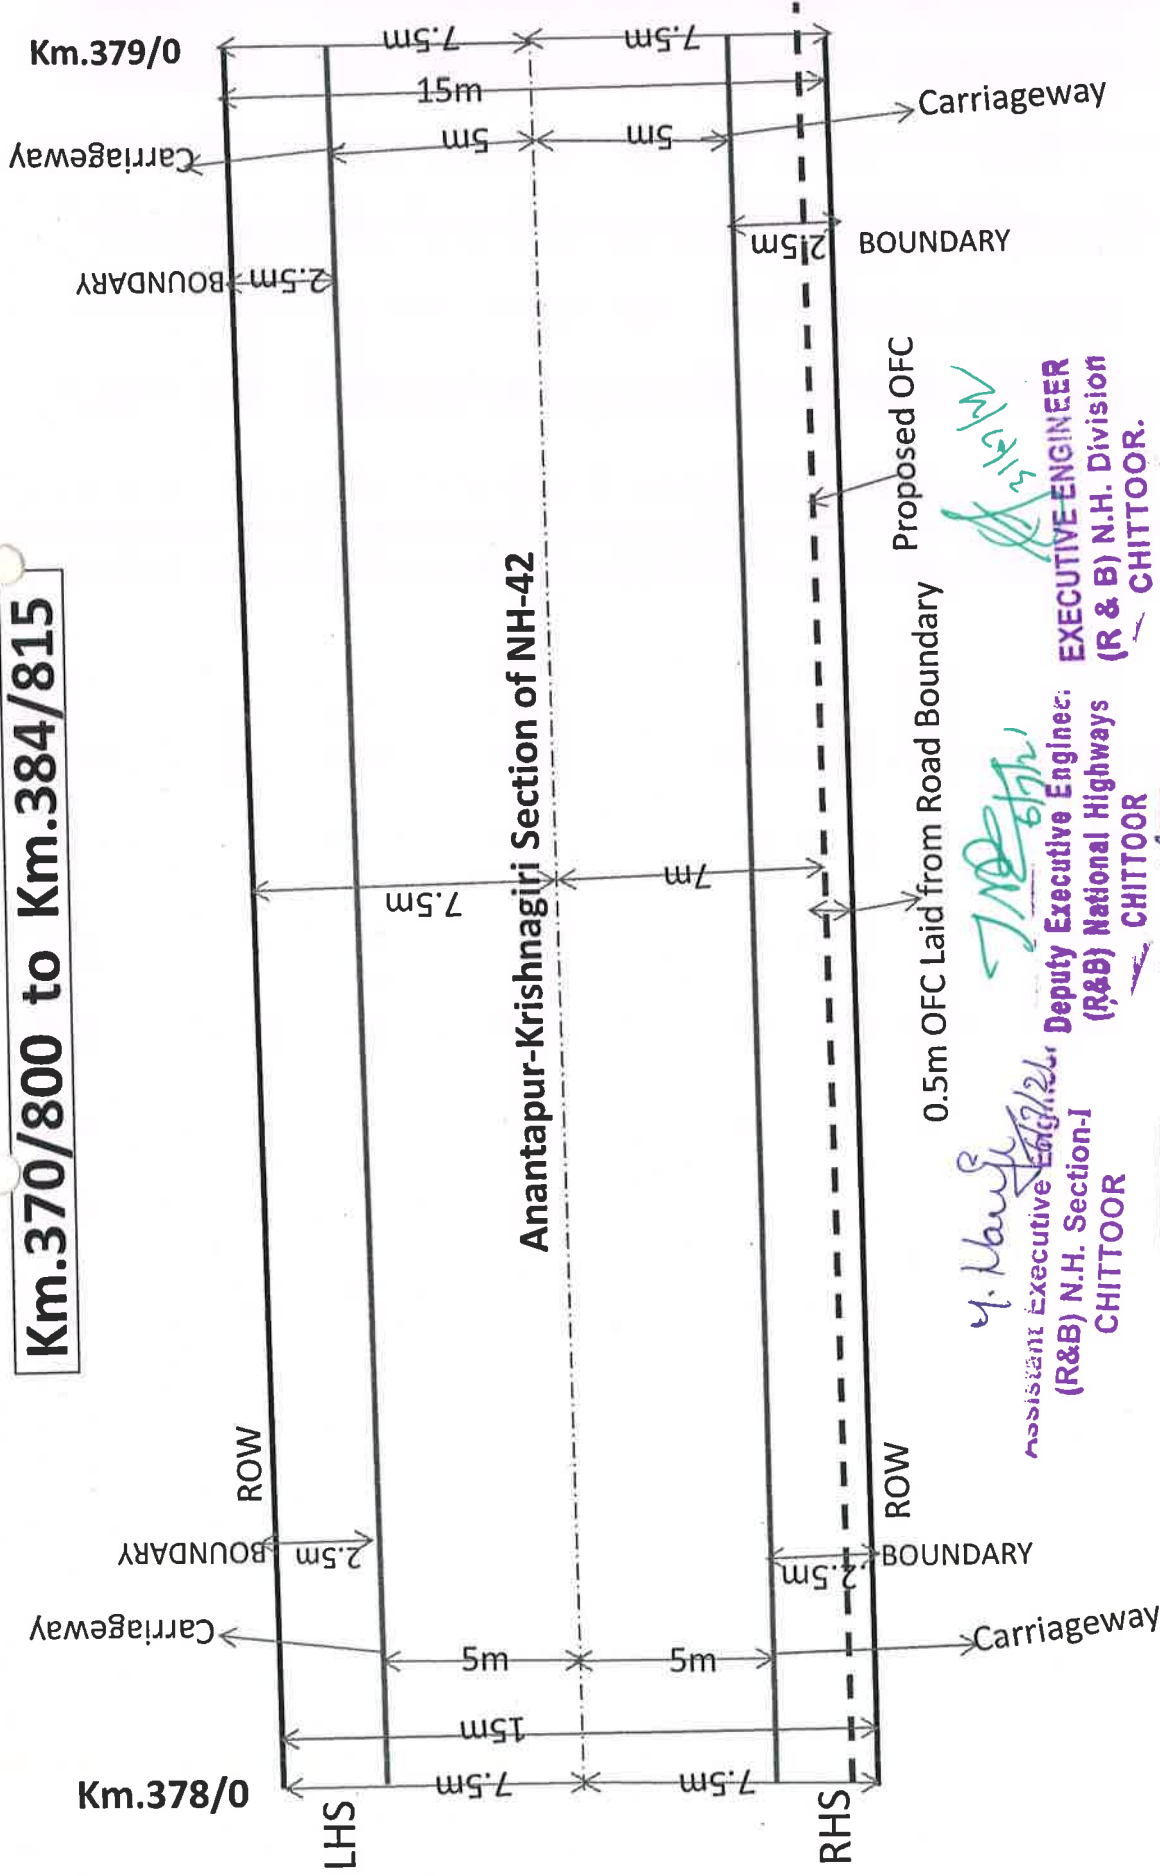 Km.370/800 to Km.384/815
Km.379/0
7.5m
7.5m
15m
Carriageway
5m
5m
Carriageway
BOUNDARY
2.5m
2.5m
BOUNDARY
Anantapur-Krishnagiri Section of NH-42
Proposed OFC
7.5m
7m
0.5m OFC Laid from Road Boundary
ROW
ROW
BOUNDARY
2.5m
2.5m
BOUNDARY
Carriageway
5m
5m
Carriageway
15m
Km.378/0
7.5m
7.5m
LHS
RHS
Assistant Executive Engineer
(R&B) N.H. Section-I
CHITTOOR
Deputy Executive Engineer
(R&B) National Highways
CHITTOOR
EXECUTIVE ENGINEER
(R & B) N.H. Division
CHITTOOR.